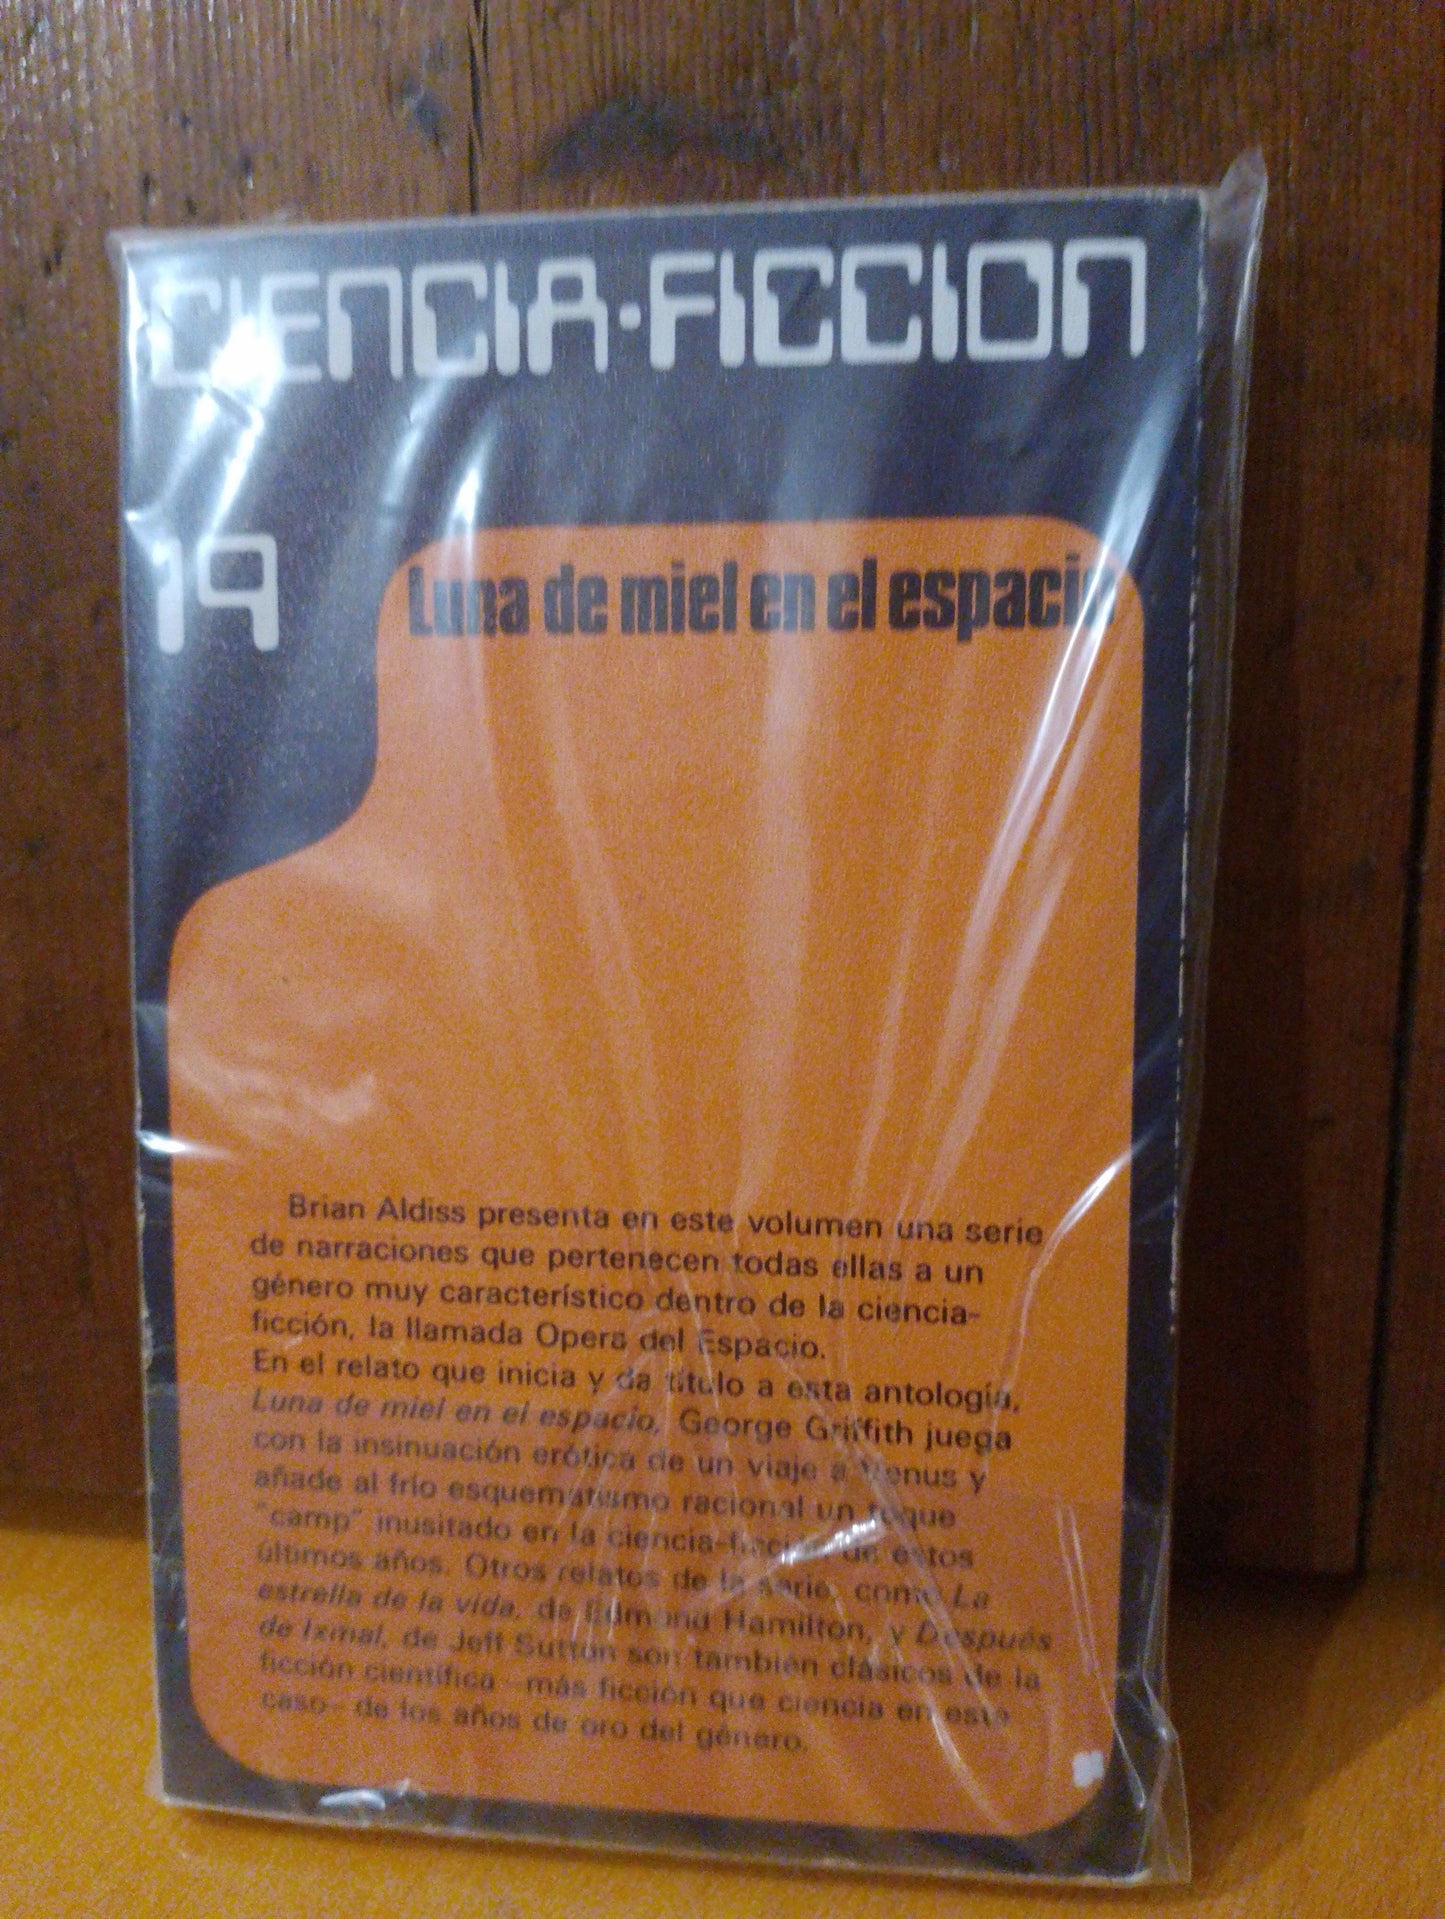 CIENCIA·FICCION
19
Luna de miel en el espacio
Brian Aldiss presenta en este volumen una serie
de narraciones que pertenecen todas ellas a un
género muy característico dentro de la ciencia-
ficción, la llamada Opera del Espacio.
En el relato que inicia y da título a esta antología,
Luna de miel en el espacio, George Griffith juega
con la insinuación erótica de un viaje a Venus y
añade al frío esquematismo racional un toque
"camp" inusitado en la ciencia-ficción de estos
últimos años. Otros relatos de la serie, como La
estrella de la vida, de Edmond Hamilton, y Después
de Ixmal, de Jeff Sutton son también clásicos de la
ficción científica -más ficción que ciencia en este
caso- de los años de oro del género.